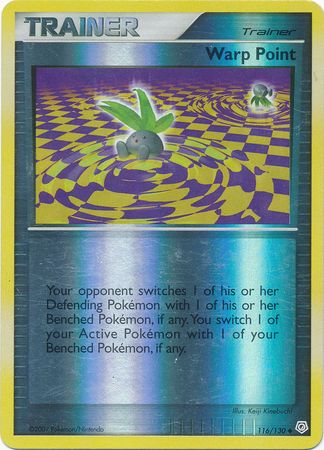 TRAINER
Trainer
Warp Point
Your opponent switches 1 of his or her
Defending Pokémon with 1 of his or her
Benched Pokémon, if any. You switch 1 of
your Active Pokémon with 1 of your
Benched Pokémon, if any.
Illus. Keiji Kinebuchi
©2007 Pokémon/Nintendo
116/130